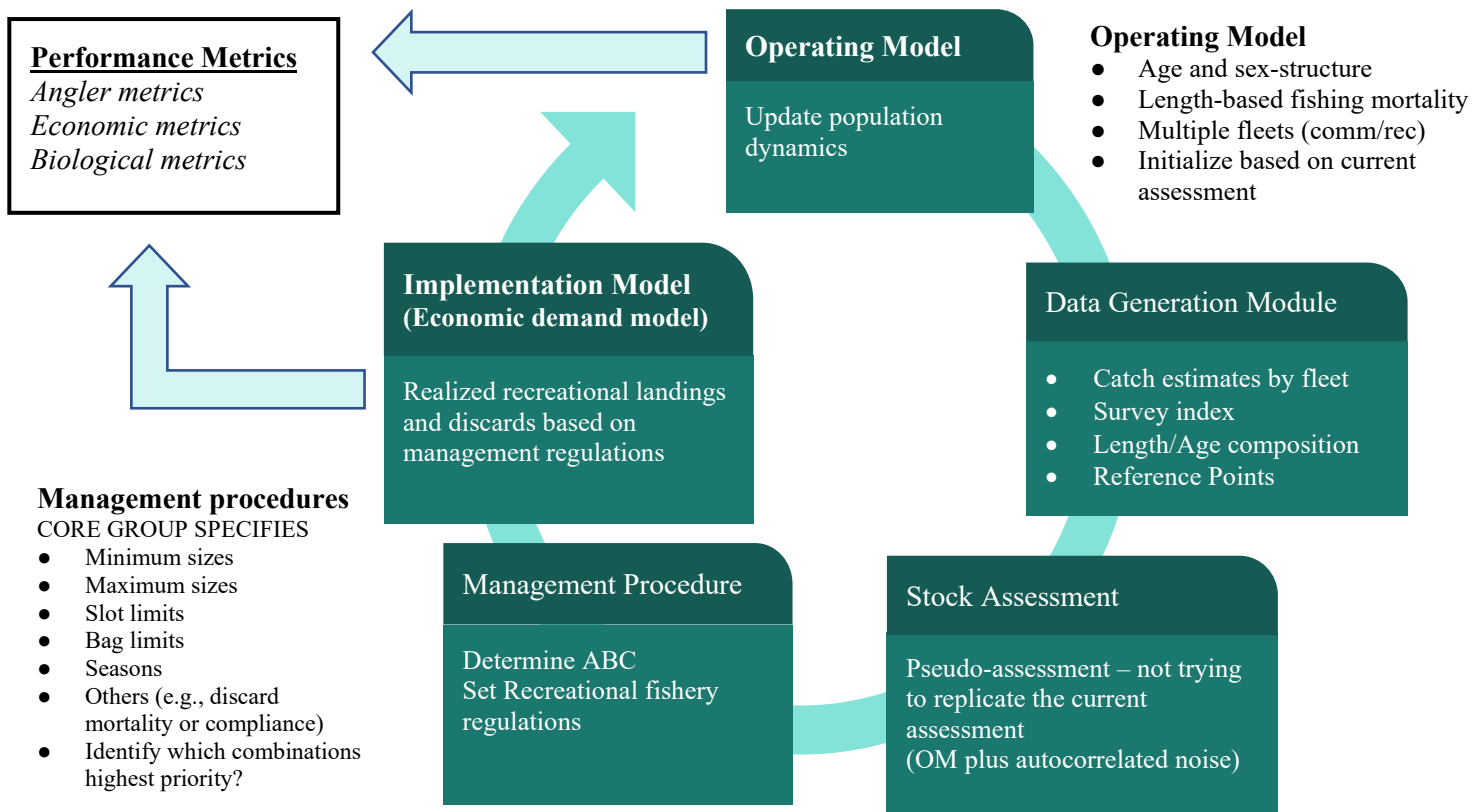 Performance Metrics
Angler metrics
Economic metrics
Biological metrics
Operating Model
Update population
dynamics
Operating Model
● Age and sex-structure
● Length-based fishing mortality
● Multiple fleets (comm/rec)
● Initialize based on current
assessment
Implementation Model
(Economic demand model)
Realized recreational landings
and discards based on
management regulations
Data Generation Module
• Catch estimates by fleet
• Survey index
• Length/Age composition
• Reference Points
Management procedures
CORE GROUP SPECIFIES
● Minimum sizes
● Maximum sizes
● Slot limits
● Bag limits
● Seasons
● Others (e.g., discard
mortality or compliance)
● Identify which combinations
highest priority?
Management Procedure
Determine ABC
Set Recreational fishery
regulations
Stock Assessment
Pseudo-assessment – not trying
to replicate the current
assessment
(OM plus autocorrelated noise)